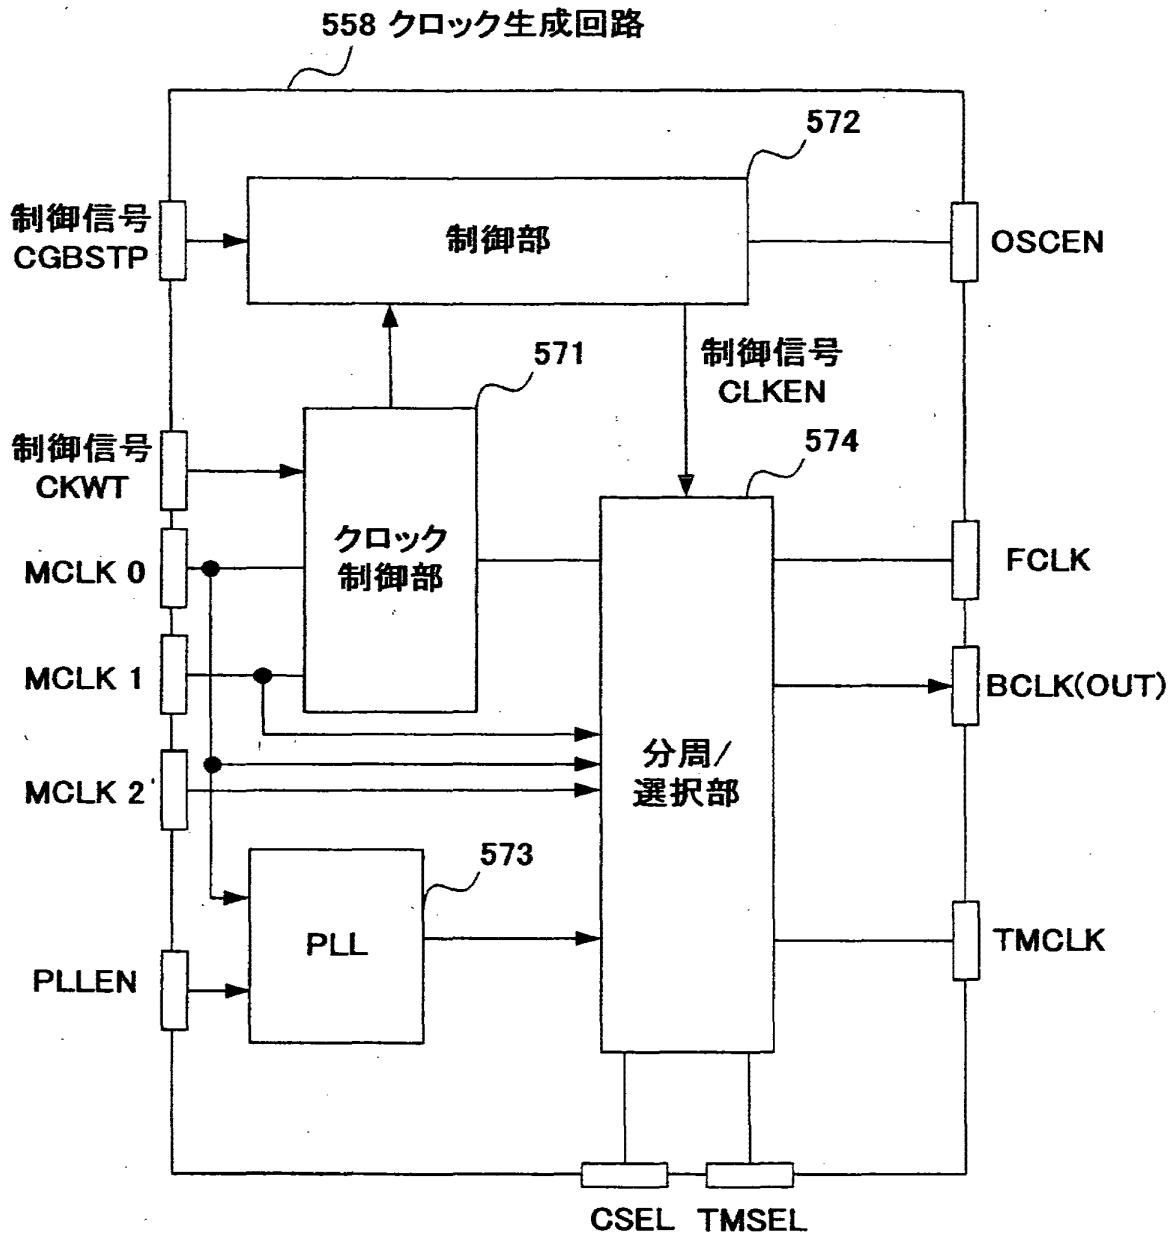 558 クロック生成回路
572
制御信号
CGBSTP
制御部
OSCEN
571
制御信号
CLKEN
制御信号
CKWT
574
MCLK 0
クロック
制御部
FCLK
MCLK 1
BCLK(OUT)
MCLK 2
分周/
選択部
573
PLLEN
PLL
TMCLK
CSEL
TMSEL